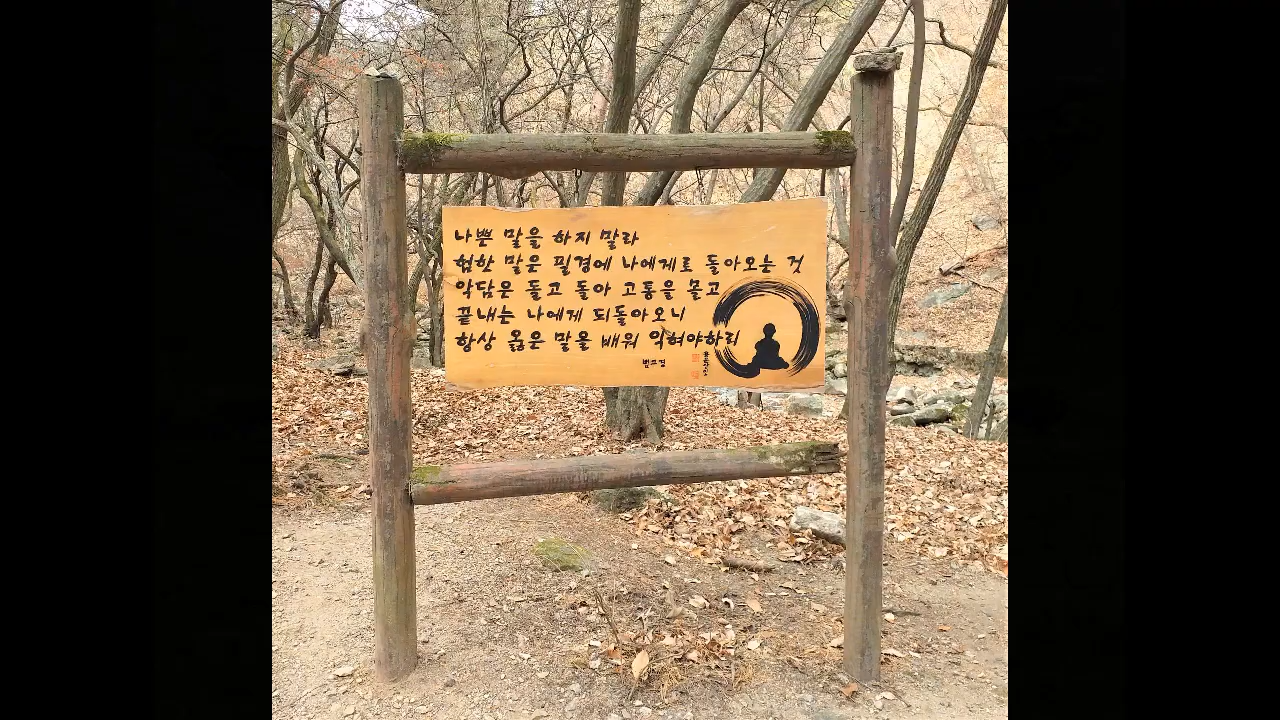 나쁜 말을 하지 말라
험한 말은 필경에 나에게로 돌아오는 것
악담은 돌고 돌아 고통을 몰고
끝내는 나에게 되돌아오니
항상 옳은 말을 배워 익혀야하리
법구경